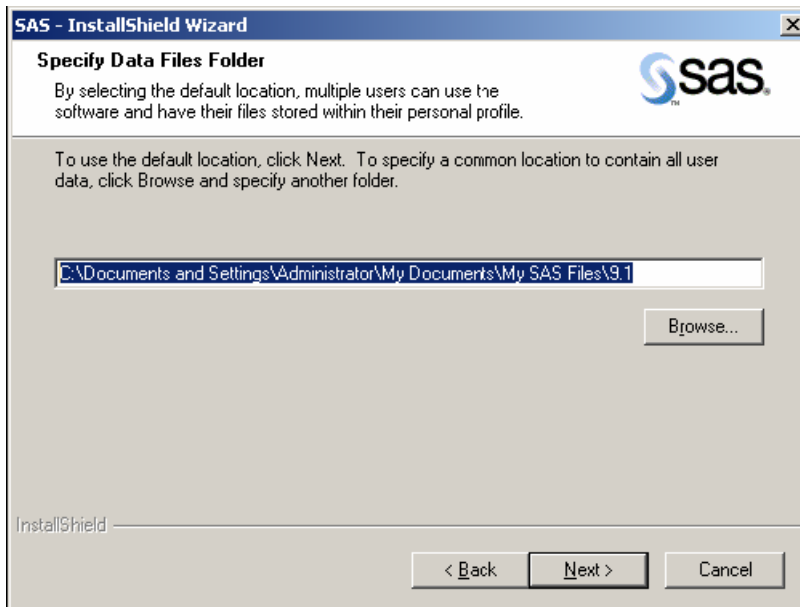 SAS - InstallShield Wizard
Specify Data Files Folder
By selecting the default location, multiple users can use the
software and have their files stored within their personal profile.
sas
TM
®
To use the default location, click Next. To specify a common location to contain all user
data, click Browse and specify another folder.
C:\Documents and Settings\Administrator\My Documents\My SAS Files\9.1
Browse...
InstallShield
< Back
Next >
Cancel